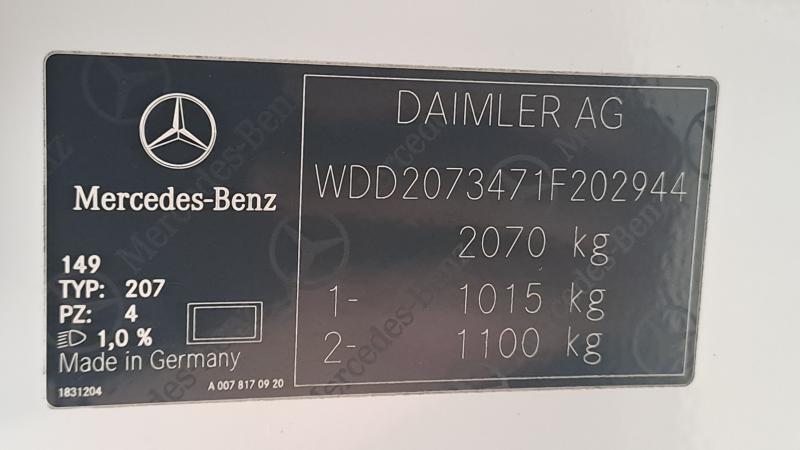 Mercedes-Benz
149
TYP: 207
PZ: 4
1,0 %
Made in Germany
1831204
A 007 817 09 20
DAIMLER AG
WDD2073471F202944
2070 kg
1- 1015 kg
2- 1100 kg